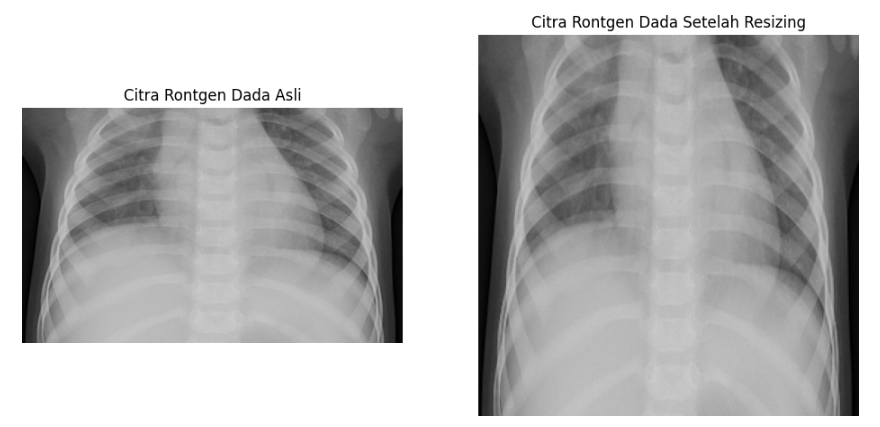 Citra Rontgen Dada Asli
Citra Rontgen Dada Setelah Resizing